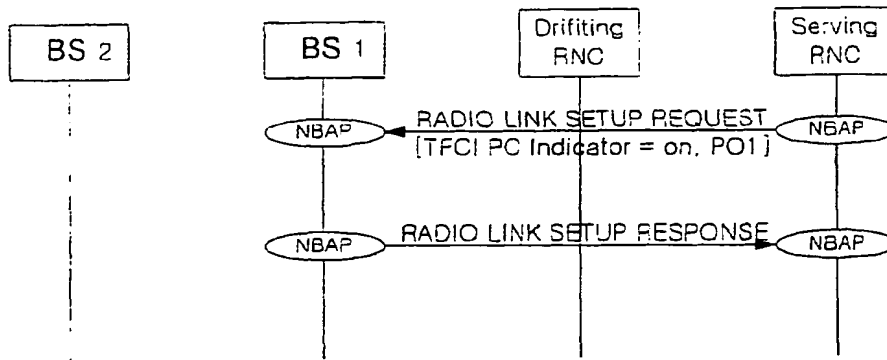 BS 2
BS 1
Drifiting
RNC
Serving
RNC
NBAP
RADIO LINK SETUP REQUEST
[TFCI PC Indicator = on, PO1]
NBAP
NBAP
RADIO LINK SETUP RESPONSE
NBAP